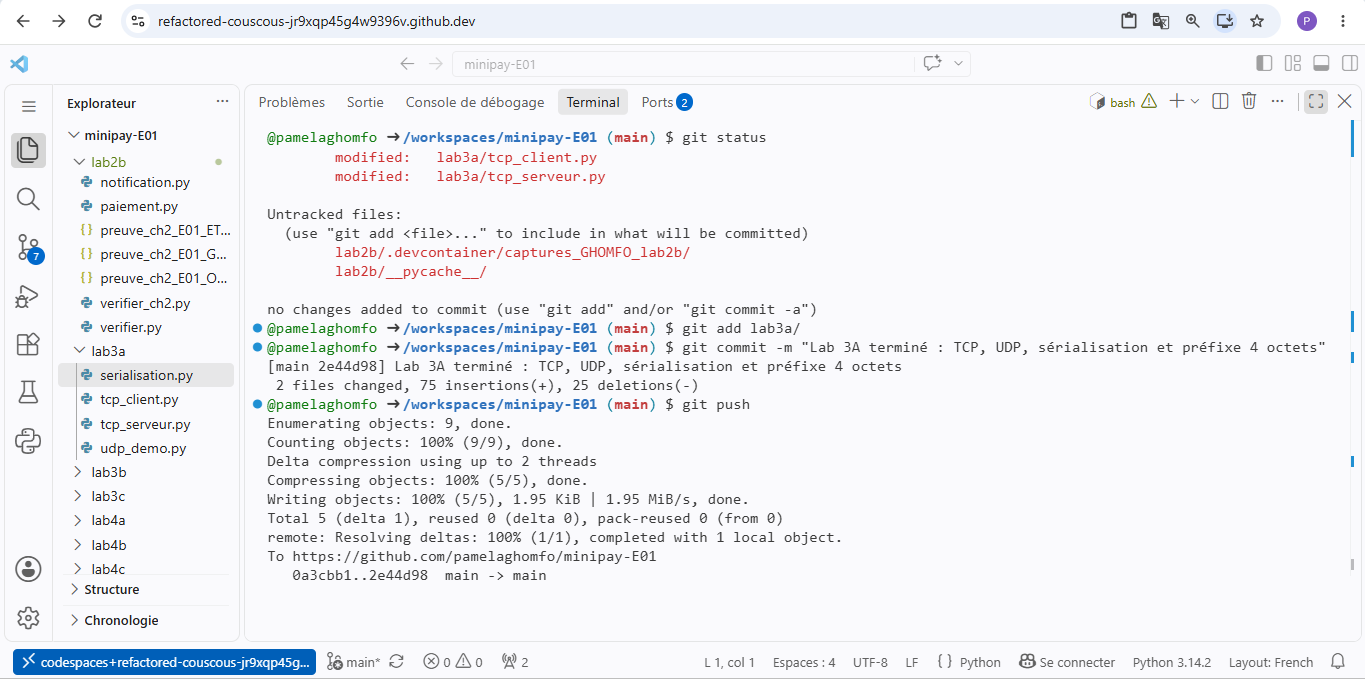 refactored-couscous-jr9xqp45g4w9396v.github.dev
P
minipay-E01
Explorateur
minipay-E01
lab2b
notification.py
paiement.py
preuve_ch2_E01_ET...
preuve_ch2_E01_G...
preuve_ch2_E01_O...
verifier_ch2.py
verifier.py
lab3a
serialisation.py
tcp_client.py
tcp_serveur.py
udp_demo.py
lab3b
lab3c
lab4a
lab4b
lab4c
Structure
Chronologie
7
Problèmes Sortie Console de débogage Terminal Ports 2
bash
@pamelaghomfo ➜ /workspaces/minipay-E01 (main) $ git status
modified: lab3a/tcp_client.py
modified: lab3a/tcp_serveur.py
Untracked files:
(use "git add <file>..." to include in what will be committed)
lab2b/.devcontainer/captures_GHOMFO_lab2b/
lab2b/__pycache__/
no changes added to commit (use "git add" and/or "git commit -a")
@pamelaghomfo ➜ /workspaces/minipay-E01 (main) $ git add lab3a/
@pamelaghomfo ➜ /workspaces/minipay-E01 (main) $ git commit -m "Lab 3A terminé : TCP, UDP, sérialisation et préfixe 4 octets"
[main 2e44d98] Lab 3A terminé : TCP, UDP, sérialisation et préfixe 4 octets
2 files changed, 75 insertions(+), 25 deletions(-)
@pamelaghomfo ➜ /workspaces/minipay-E01 (main) $ git push
Enumerating objects: 9, done.
Counting objects: 100% (9/9), done.
Delta compression using up to 2 threads
Compressing objects: 100% (5/5), done.
Writing objects: 100% (5/5), 1.95 KiB | 1.95 MiB/s, done.
Total 5 (delta 1), reused 0 (delta 0), pack-reused 0 (from 0)
remote: Resolving deltas: 100% (1/1), completed with 1 local object.
To https://github.com/pamelaghomfo/minipay-E01
0a3cbb1..2e44d98 main -> main
codespaces+refactored-couscous-jr9xqp45g... main* 0 0 2 L 1, col 1 Espaces : 4 UTF-8 LF { } Python Se connecter Python 3.14.2 Layout: French